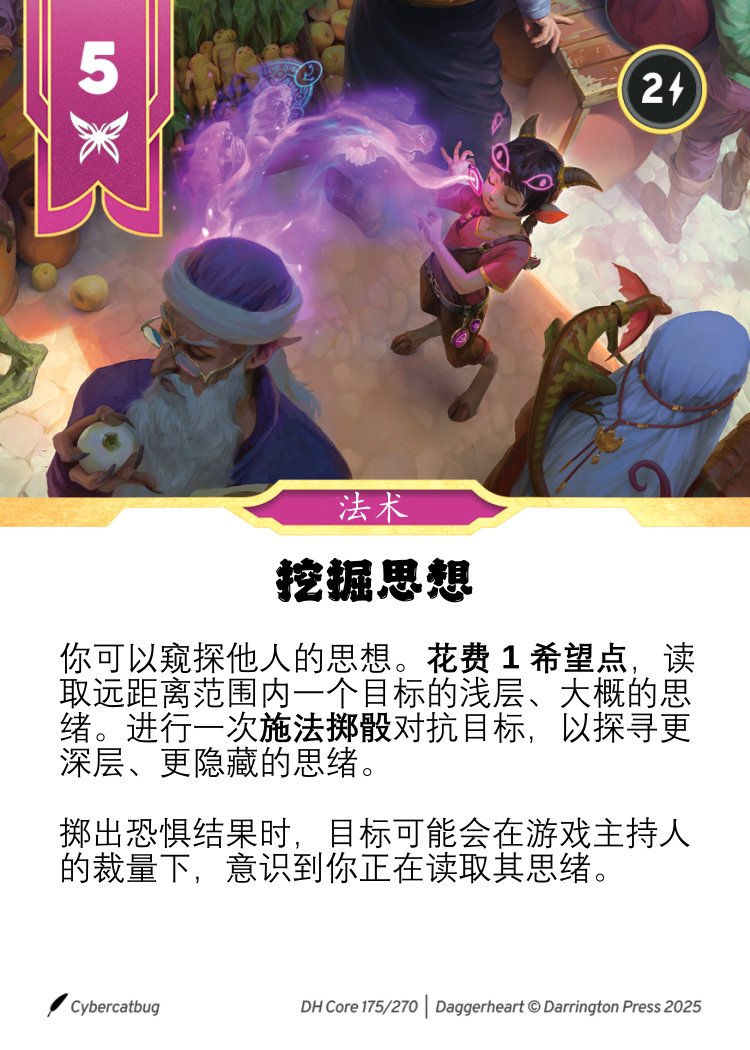 5
2
法术
挖掘思想
你可以窥探他人的思想。花费 1 希望点，读
取远距离范围内一个目标的浅层、大概的思
绪。进行一次施法掷骰对抗目标，以探寻更
深层、更隐藏的思绪。
掷出恐惧结果时，目标可能会在游戏主持人
的裁量下，意识到你正在读取其思绪。
Cybercatbug
DH Core 175/270 | Daggerheart © Darrington Press 2025